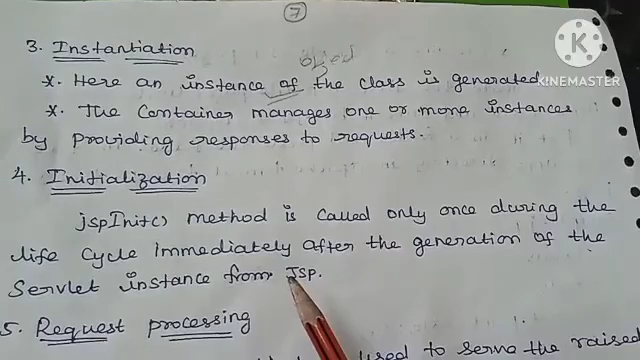 7
3. Instantiation
object
*. Here an instance of the class is generated
*. The Container manages one or more instances
by providing responses to requests.
4. Initialization
jspInit() method is called only once during the
life cycle immediately after the generation of the
Servlet instance from JSP.
5. Request processing
used to serve the raised
K
KINEMASTER